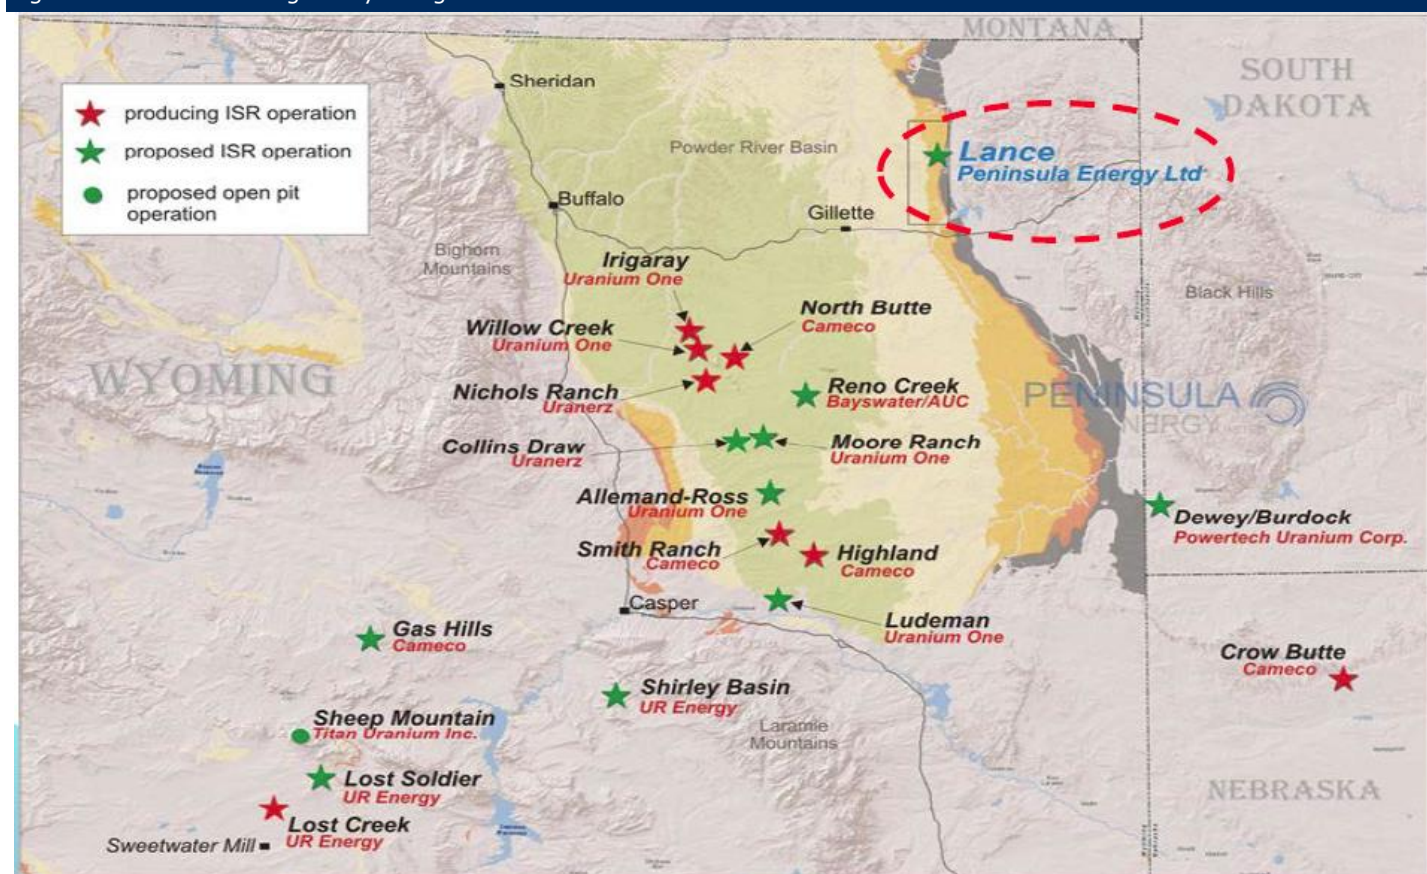 MONTANA
SOUTH
DAKOTA
Sheridan
producing ISR operation
proposed ISR operation
proposed open pit
operation
Powder River Basin
Lance
Peninsula Energy Ltd
Buffalo
Gillette
Bighorn
Mountains
Irigaray
Uranium One
Black Hills
North Butte
Cameco
Willow Creek
Uranium One
WYOMING
Nichols Ranch
Uranerz
Reno Creek
Bayswater/AUC
PENINSULA
ENERGY
Collins Draw
Uranerz
Moore Ranch
Uranium One
Allemand-Ross
Uranium One
Dewey/Burdock
Powertech Uranium Corp.
Smith Ranch
Cameco
Highland
Cameco
Casper
Ludeman
Uranium One
Gas Hills
Cameco
Crow Butte
Cameco
Shirley Basin
UR Energy
Sheep Mountain
Titan Uranium Inc.
Laramie
Mountains
Lost Soldier
UR Energy
NEBRASKA
Lost Creek
UR Energy
Sweetwater Mill